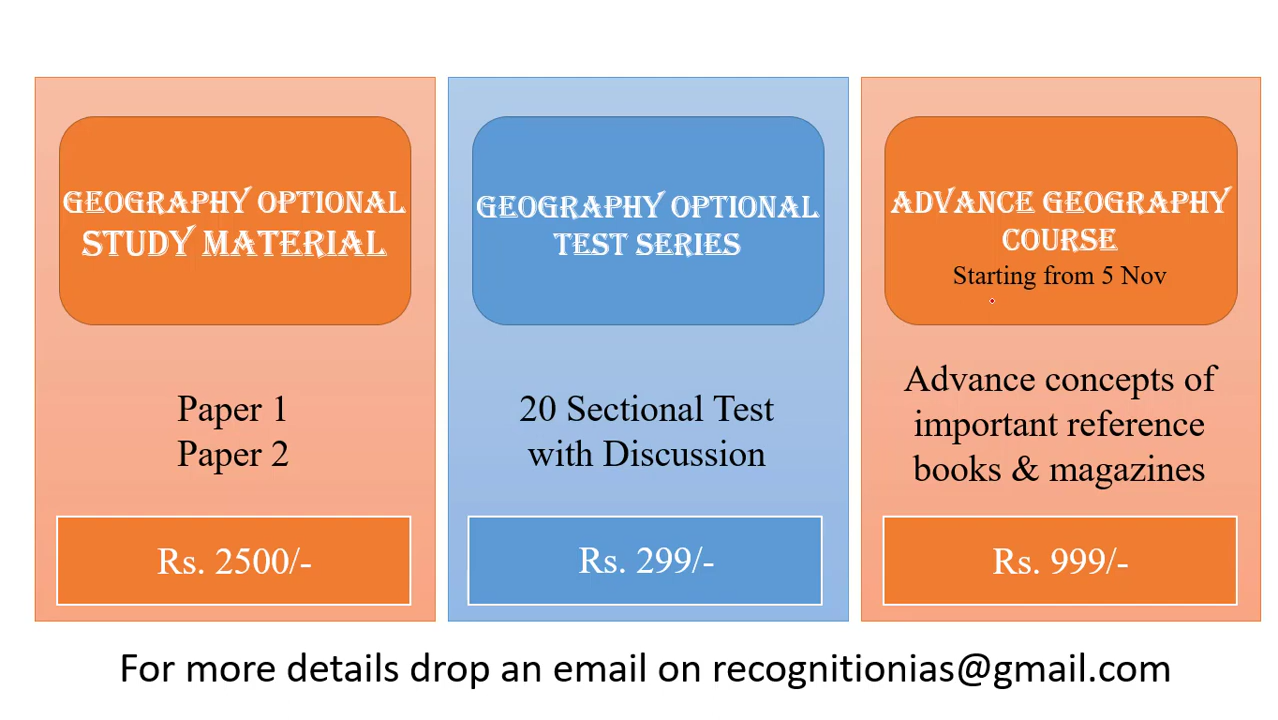 GEOGRAPHY OPTIONAL
STUDY MATERIAL
Paper 1
Paper 2
Rs. 2500/-
GEOGRAPHY OPTIONAL
TEST SERIES
20 Sectional Test
with Discussion
Rs. 299/-
ADVANCE GEOGRAPHY
COURSE
Starting from 5 Nov
Advance concepts of
important reference
books & magazines
Rs. 999/-
For more details drop an email on recognitionias@gmail.com